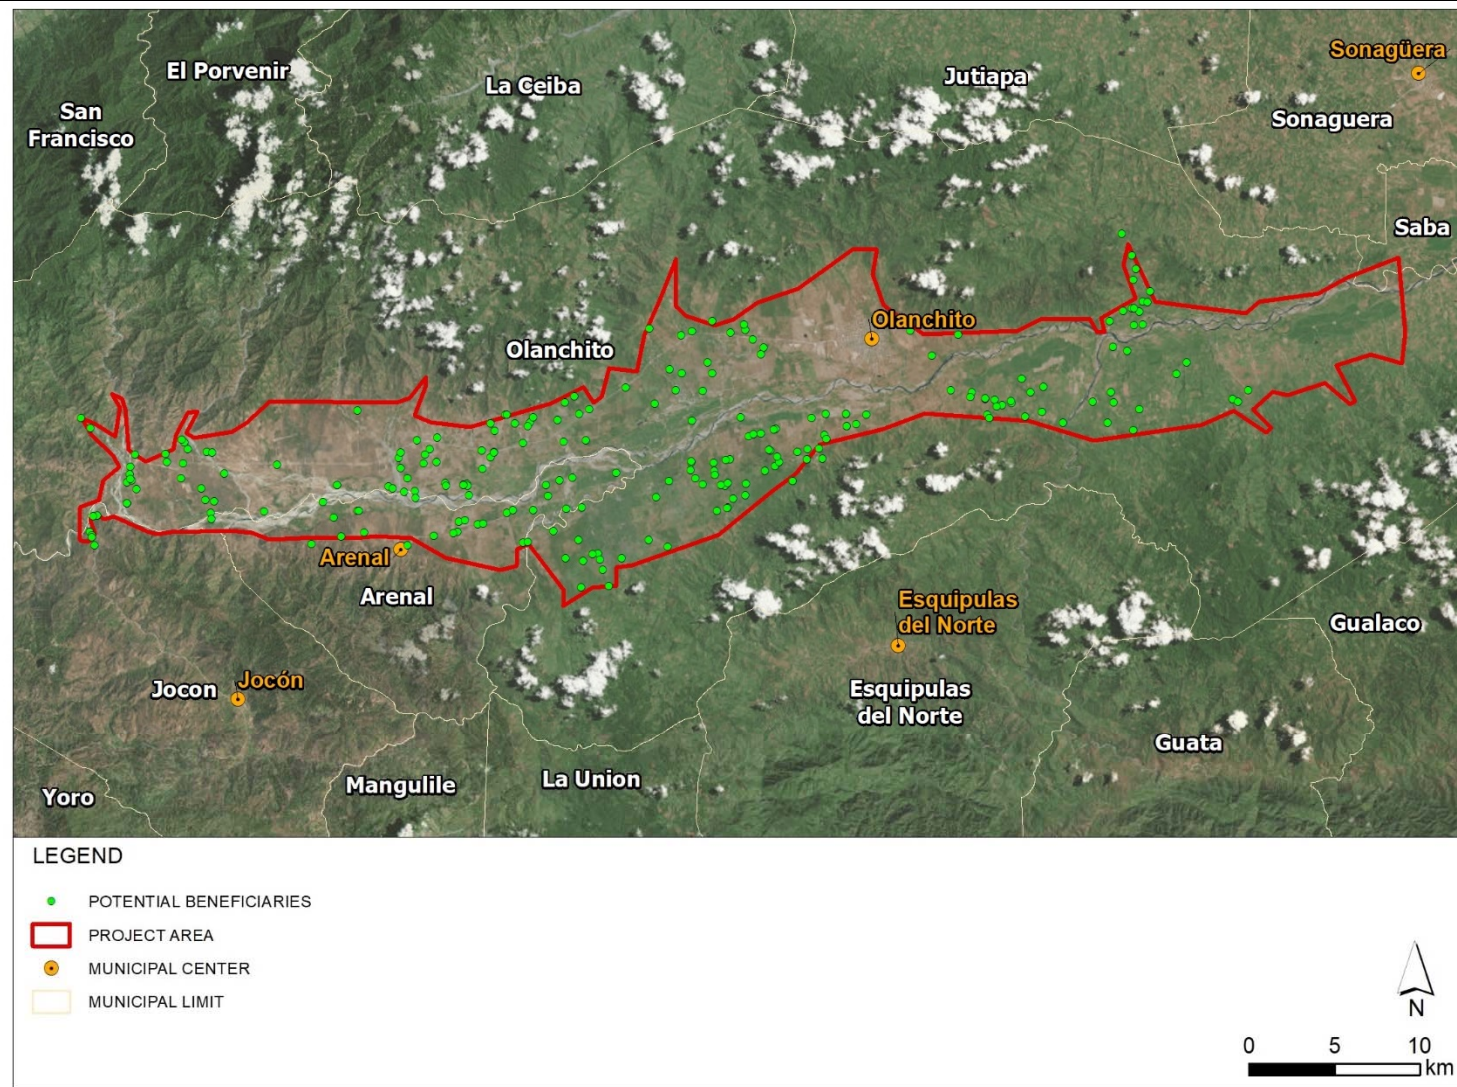 Sonagüera
El Porvenir
La Ceiba
Jutiapa
San
Francisco
Sonaguera
Saba
Olanchito
Olanchito
Arenal
Arenal
Esquipulas
del Norte
Gualaco
Jocon
Jocón
Esquipulas
del Norte
Guata
Yoro
Mangulile
La Union
LEGEND
POTENTIAL BENEFICIARIES
PROJECT AREA
MUNICIPAL CENTER
MUNICIPAL LIMIT
N
0 5 10
km